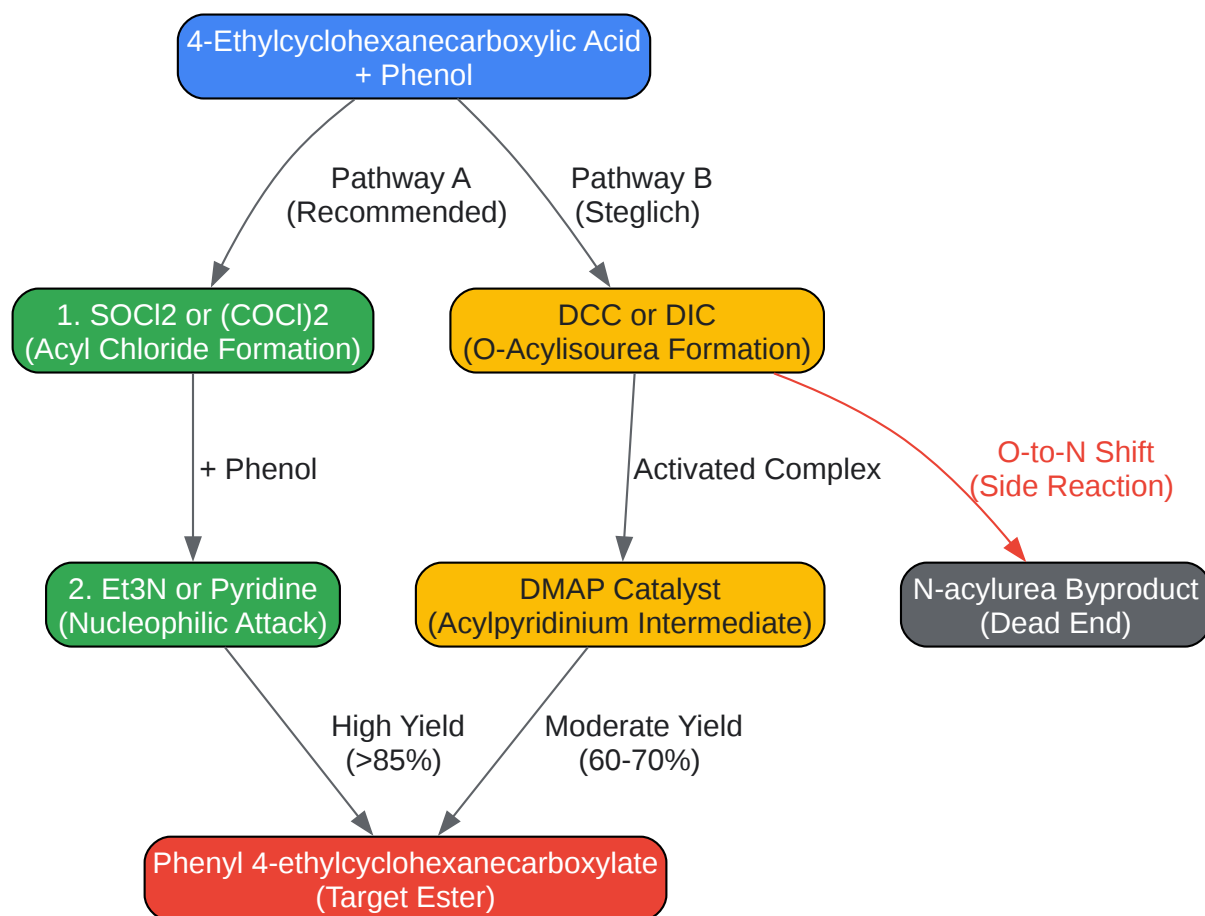 4-Ethylcyclohexanecarboxylic Acid
+ Phenol
Pathway A
(Recommended)
Pathway B
(Steglich)
1. SOCl2 or (COCl)2
(Acyl Chloride Formation)
DCC or DIC
(O-Acylisourea Formation)
+ Phenol
Activated Complex
O-to-N Shift
(Side Reaction)
2. Et3N or Pyridine
(Nucleophilic Attack)
DMAP Catalyst
(Acylpyridinium Intermediate)
N-acylurea Byproduct
(Dead End)
High Yield
(>85%)
Moderate Yield
(60-70%)
Phenyl 4-ethylcyclohexanecarboxylate
(Target Ester)